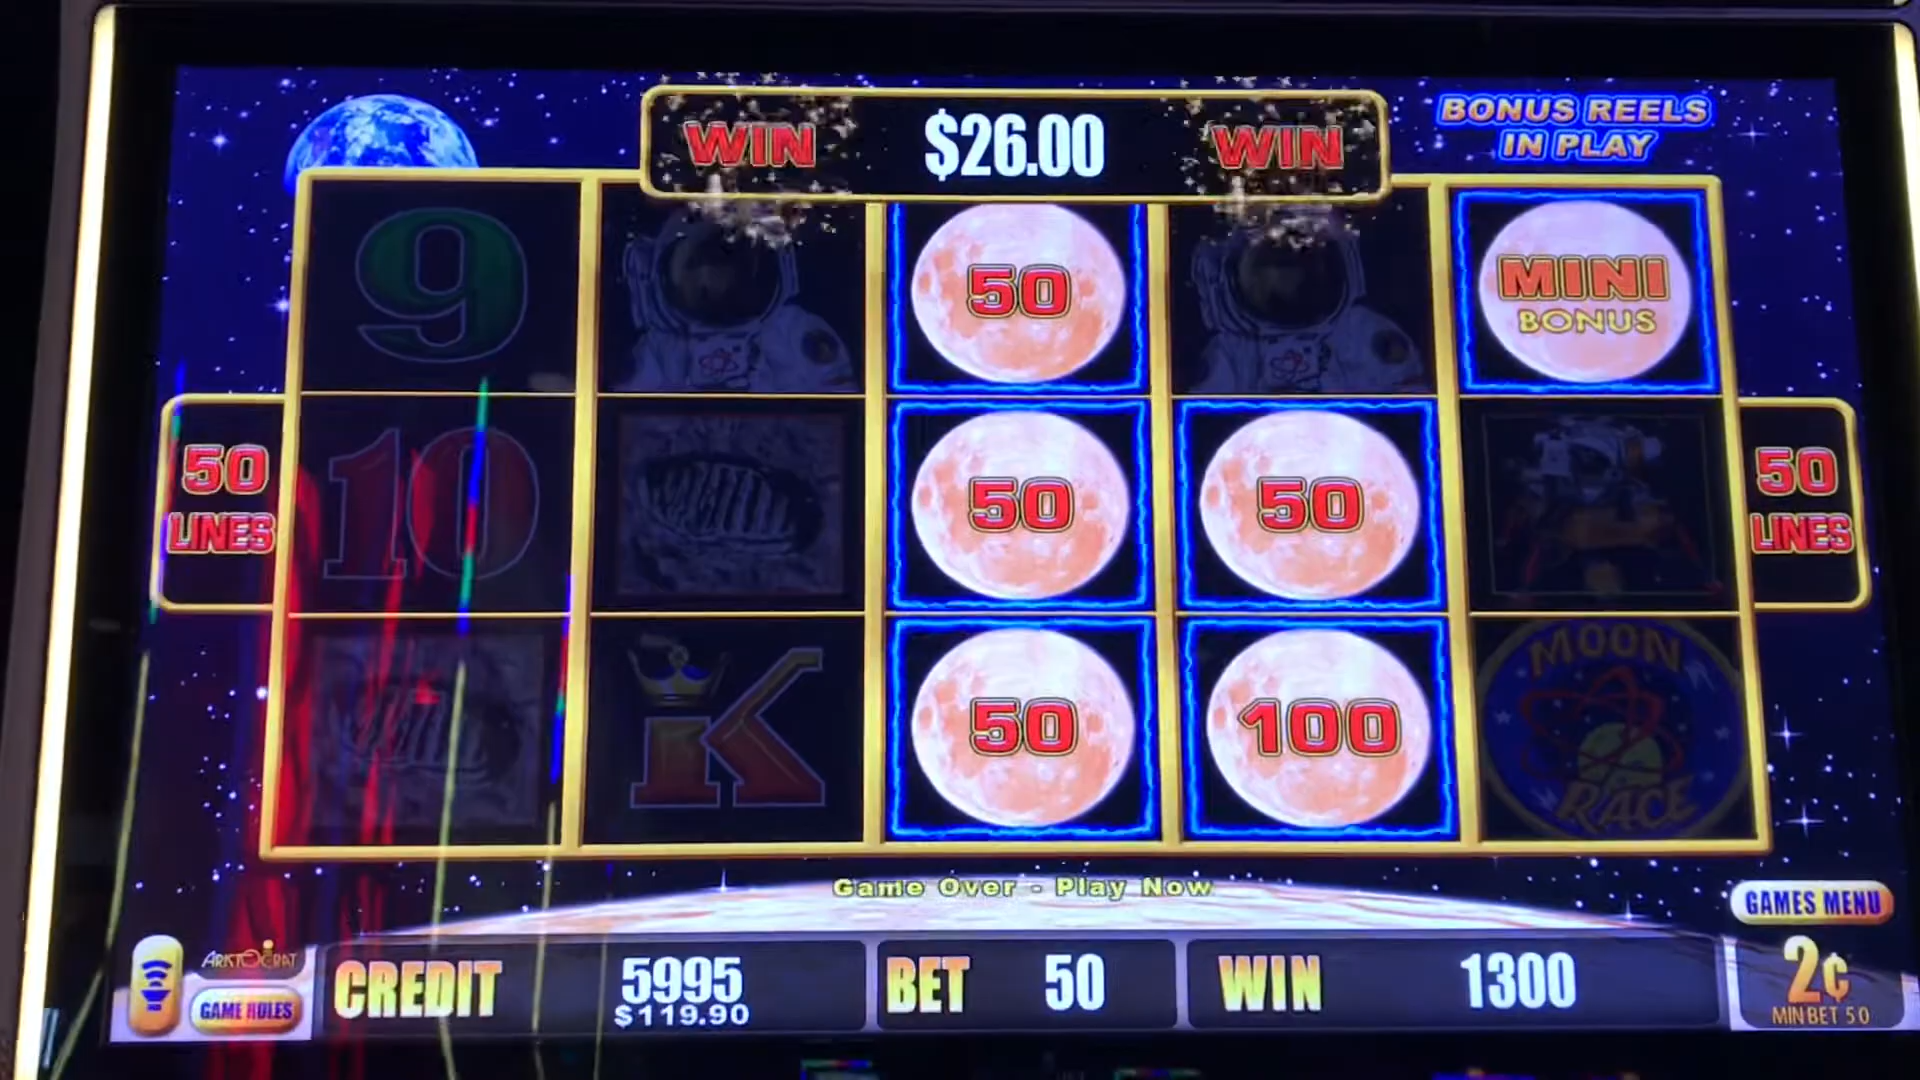 WIN $26.00 WIN
BONUS REELS
IN PLAY
9
50
MINI
BONUS
50
LINES
10
50
50
50
LINES
K
50
100
MOON
RACE
Game Over - Play Now
GAMES MENU
ARISTOCRAT
GAME RULES
CREDIT 5995
$119.90
BET 50
WIN 1300
2¢
MIN BET 50